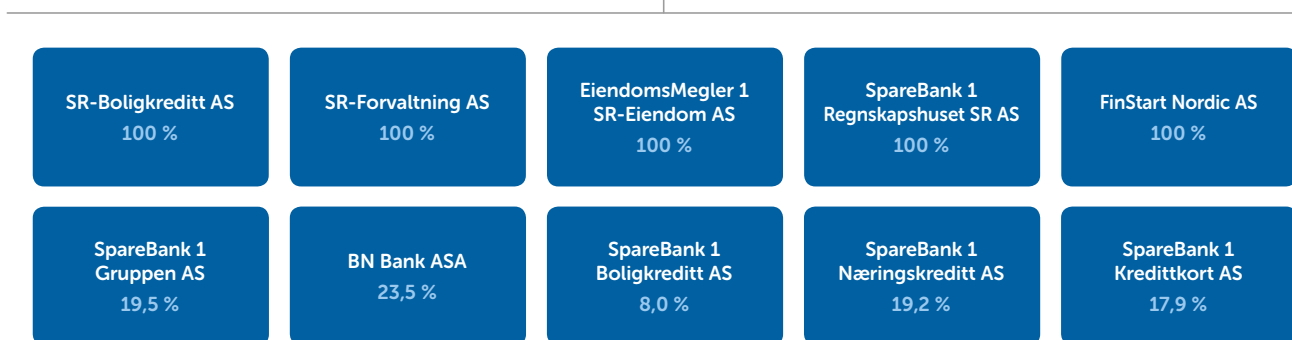 SR-Boligkreditt AS
100 %
SR-Forvaltning AS
100 %
EiendomsMegler 1
SR-Eiendom AS
100 %
SpareBank 1
Regnskapshuset SR AS
100 %
FinStart Nordic AS
100 %
SpareBank 1
Gruppen AS
19,5 %
BN Bank ASA
23,5 %
SpareBank 1
Boligkreditt AS
8,0 %
SpareBank 1
Næringskreditt AS
19,2 %
SpareBank 1
Kredittkort AS
17,9 %